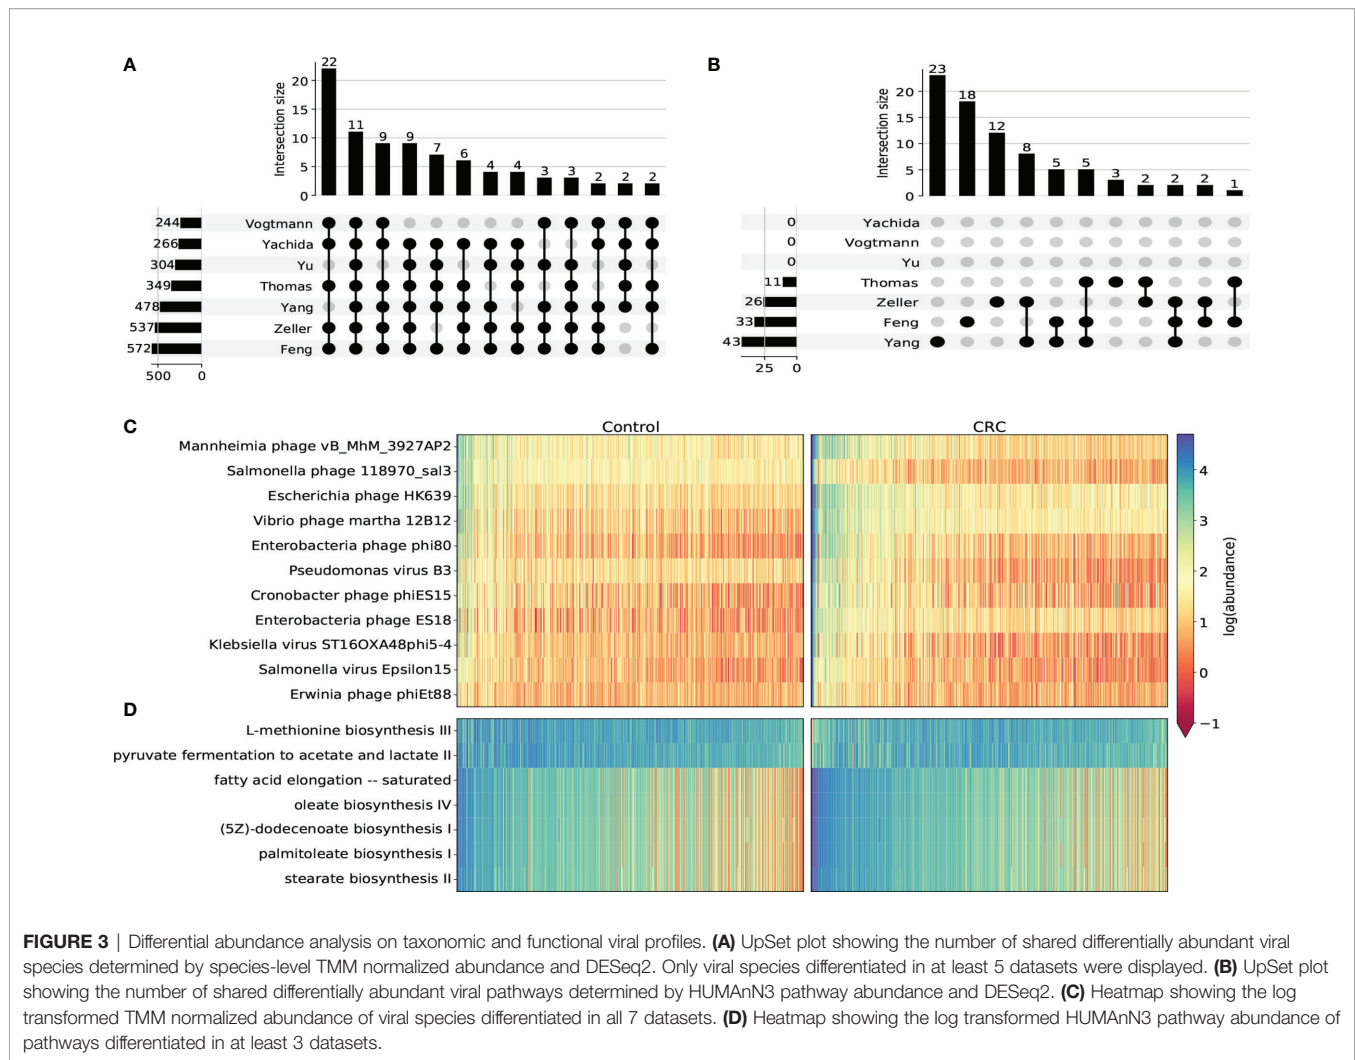 A
B
22
11
9
9
7
6
4
4
3
3
2
2
2
20
15
10
5
0
Intersection size
244
Vogtmann
266
Yachida
304
Yu
349
Thomas
478
Yang
537
Zeller
572
Feng
500 0
23
18
12
8
5
5
3
2
2
2
1
20
15
10
5
0
Intersection size
0
Yachida
0
Vogtmann
0
Yu
11
Thomas
26
Zeller
33
Feng
43
Yang
25 0
C
Control
CRC
Mannheimia phage vB_MhM_3927AP2
Salmonella phage 118970_sal3
Escherichia phage HK639
Vibrio phage martha 12B12
Enterobacteria phage phi80
Pseudomonas virus B3
Cronobacter phage phiES15
Enterobacteria phage ES18
Klebsiella virus ST16OXA48phi5-4
Salmonella virus Epsilon15
Erwinia phage phiEt88
4
3
2
1
0
−1
log(abundance)
D
L-methionine biosynthesis III
pyruvate fermentation to acetate and lactate II
fatty acid elongation -- saturated
oleate biosynthesis IV
(5Z)-dodecenoate biosynthesis I
palmitoleate biosynthesis I
stearate biosynthesis II
FIGURE 3 | Differential abundance analysis on taxonomic and functional viral profiles. (A) UpSet plot showing the number of shared differentially abundant viral
species determined by species-level TMM normalized abundance and DESeq2. Only viral species differentiated in at least 5 datasets were displayed. (B) UpSet plot
showing the number of shared differentially abundant viral pathways determined by HUMAnN3 pathway abundance and DESeq2. (C) Heatmap showing the log
transformed TMM normalized abundance of viral species differentiated in all 7 datasets. (D) Heatmap showing the log transformed HUMAnN3 pathway abundance of
pathways differentiated in at least 3 datasets.